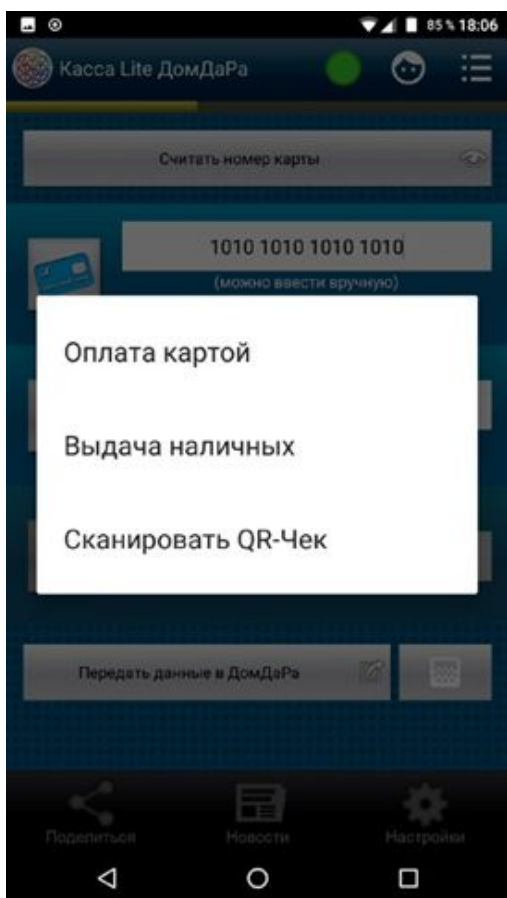 85 % 18:06
Касса Lite ДомДаРа
Считать номер карты
1010 1010 1010 1010
(можно ввести вручную)
Оплата картой
Выдача наличных
Сканировать QR-Чек
Передать данные в ДомДаРа
Поделиться Новости Настройки